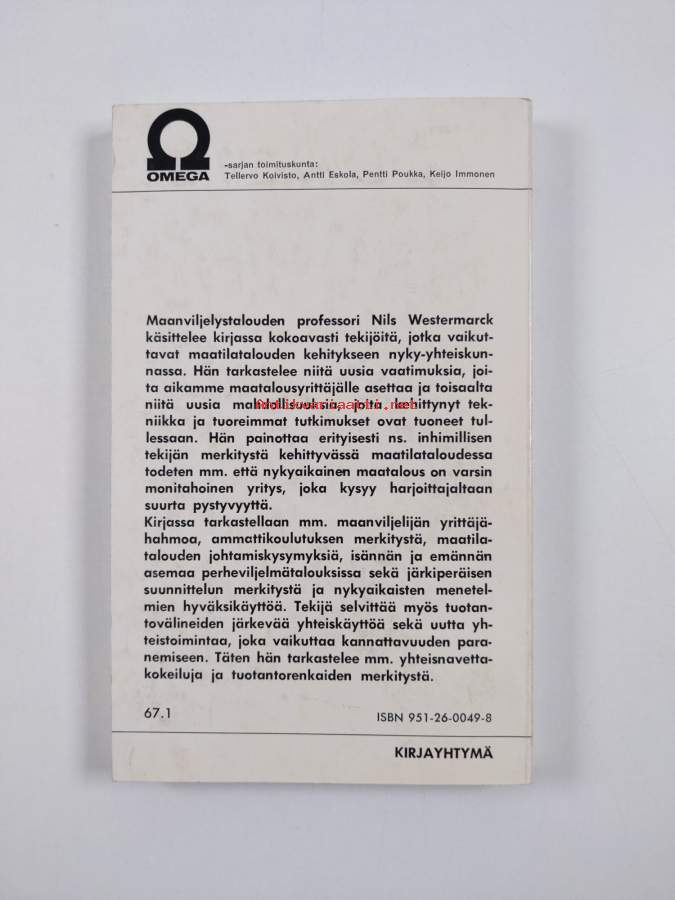 Ω
OMEGA
-sarjan toimituskunta:
Tellervo Koivisto, Antti Eskola, Pentti Poukka, Keijo Immonen
Maanviljelystalouden professori Nils Westermarck
käsittelee kirjassa kokoavasti tekijöitä, jotka vaikut-
tavat maatilatalouden kehitykseen nyky-yhteiskun-
nassa. Hän tarkastelee niitä uusia vaatimuksia, joi-
ta aikamme maatalousyrittäjälle asettaa ja toisaalta
niitä uusia mahdollisuuksia, joita kehittynyt tek-
niikka ja tuoreimmat tutkimukset ovat tuoneet tul-
lessaan. Hän painottaa erityisesti ns. inhimillisen
tekijän merkitystä kehittyvässä maatilataloudessa
todeten mm. että nykyaikainen maatalous on varsin
monitahoinen yritys, joka kysyy harjoittajaltaan
suurta pystyvyyttä.
Kirjassa tarkastellaan mm. maanviljelijän yrittäjä-
hahmoa, ammattikoulutuksen merkitystä, maatila-
talouden johtamiskysymyksiä, isännän ja emännän
asemaa perheviljelmätalouksissa sekä järkiperäisen
suunnittelun merkitystä ja nykyaikaisten menetel-
mien hyväksikäyttöä. Tekijä selvittää myös tuotan-
tovälineiden järkevää yhteiskäyttöä sekä uutta yh-
teistoimintaa, joka vaikuttaa kannattavuuden para-
nemiseen. Täten hän tarkastelee mm. yhteisnavetta-
kokeiluja ja tuotantorenkaiden merkitystä.
67.1
ISBN 951-26-0049-8
KIRJAYHTYMÄ